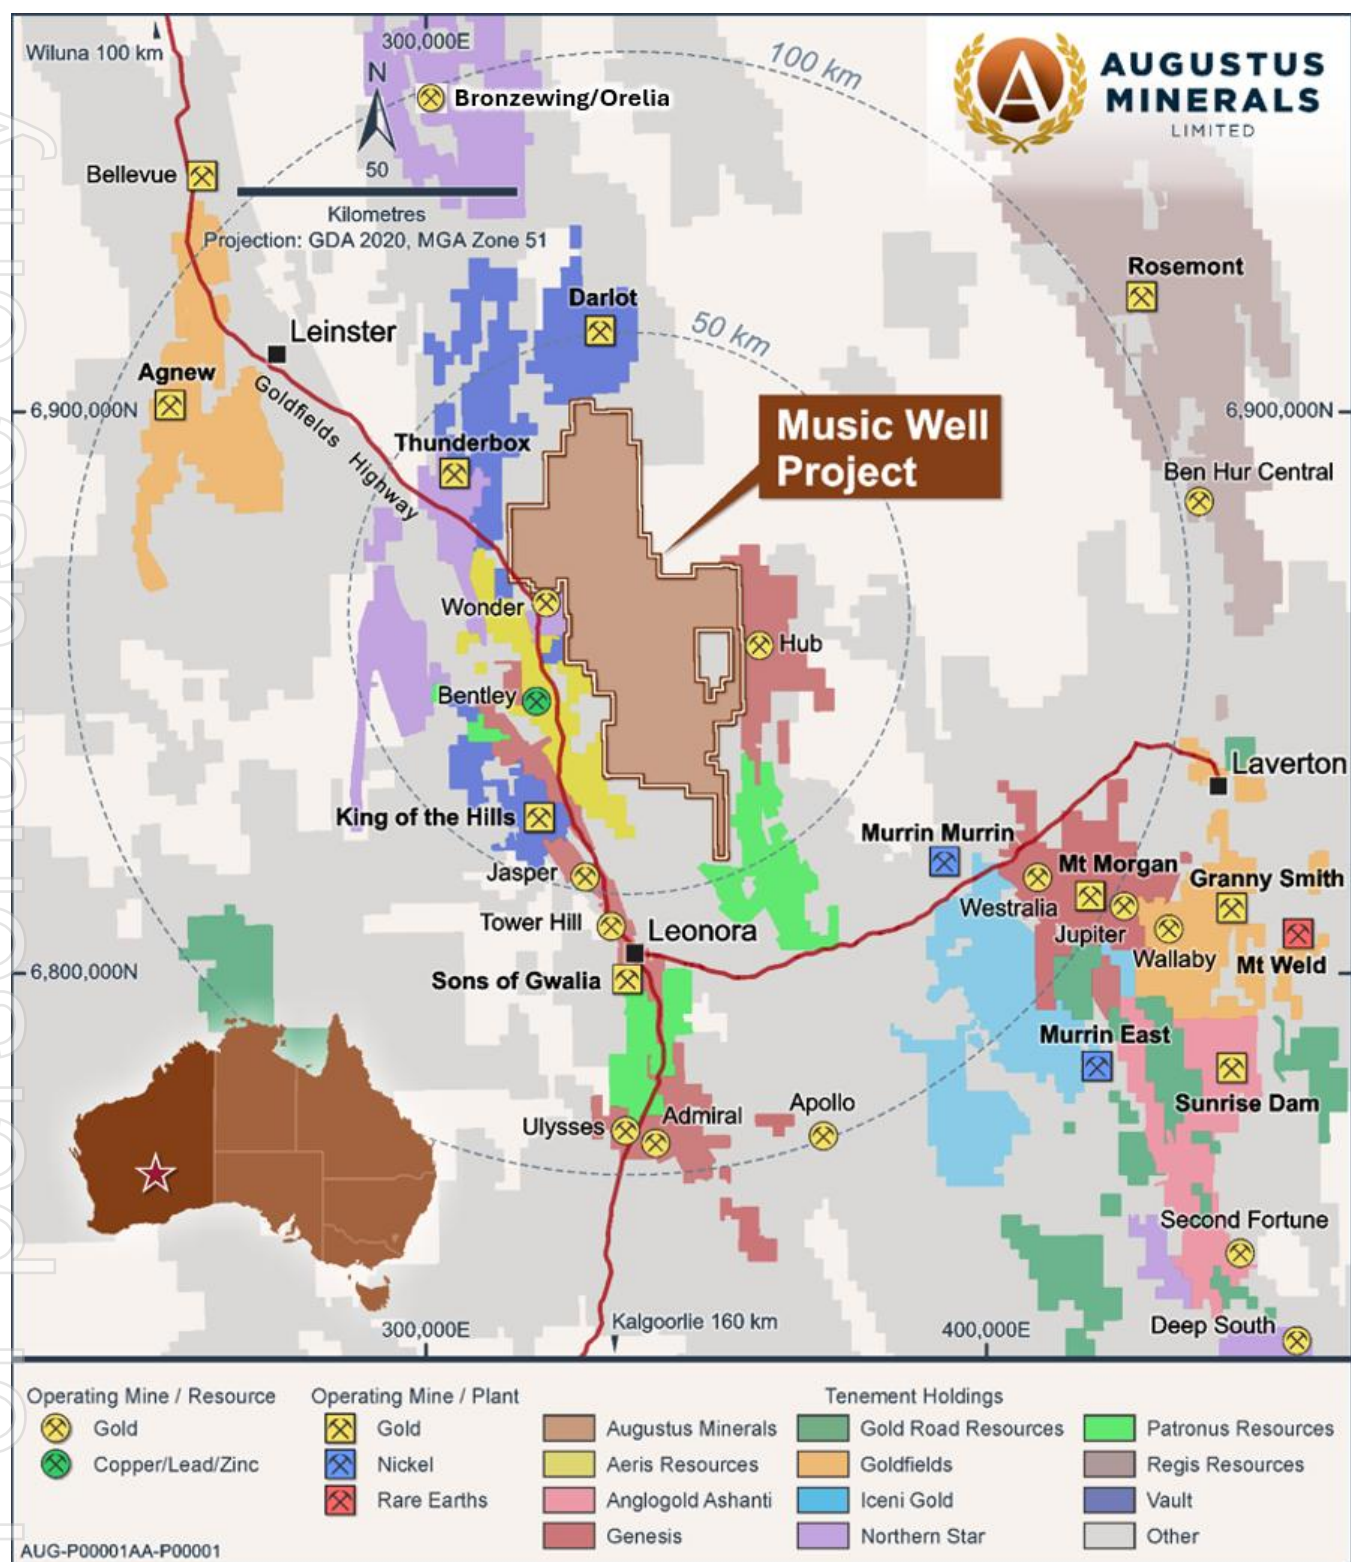 Wiluna 100 km
300,000E
100 km
AUGUSTUS
MINERALS
LIMITED
A
N
Bronzewing/Orelia
50
Kilometres
Projection: GDA 2020, MGA Zone 51
Bellevue
Rosemont
Darlot
50 km
Leinster
Agnew
Goldfields Highway
6,900,000N
6,900,000N
Thunderbox
Music Well
Project
Ben Hur Central
Wonder
Hub
Bentley
Laverton
King of the Hills
Murrin Murrin
Mt Morgan
Jasper
Granny Smith
Westralia
Tower Hill
Leonora
Jupiter
Wallaby
Mt Weld
6,800,000N
Sons of Gwalia
Murrin East
Sunrise Dam
Ulysses
Admiral
Apollo
Second Fortune
Kalgoorlie 160 km
300,000E
400,000E
Deep South
Operating Mine / Resource
Gold
Copper/Lead/Zinc
Operating Mine / Plant
Gold
Nickel
Rare Earths
Tenement Holdings
Augustus Minerals
Aeris Resources
Anglogold Ashanti
Genesis
Gold Road Resources
Goldfields
Iceni Gold
Northern Star
Patronus Resources
Regis Resources
Vault
Other
AUG-P00001AA-P00001